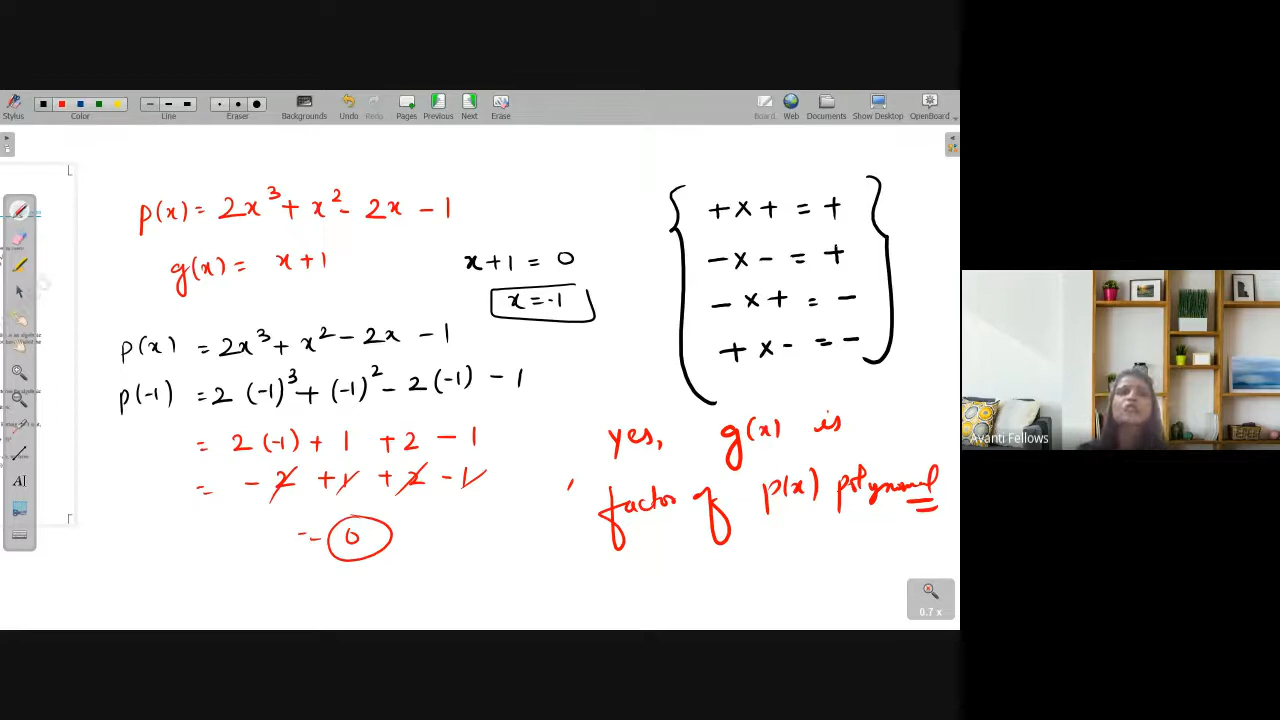 Stylus
Color
Line
Eraser
Backgrounds
Undo
Redo
Pages
Previous
Next
Erase
Board
Web
Documents
Show Desktop
OpenBoard
p(x) = 2x³ + x² - 2x - 1
g(x) = x + 1
x + 1 = 0
x = -1
p(x) = 2x³ + x² - 2x - 1
p(-1) = 2 (-1)³ + (-1)² - 2 (-1) - 1
= 2 (-1) + 1 + 2 - 1
= - 2 + 1 + 2 - 1
= 0
+ x + = +
- x - = +
- x + = -
+ x - = -
yes, g(x) is
factor of p(x) polynomial
Avanti Fellows
0.7 x